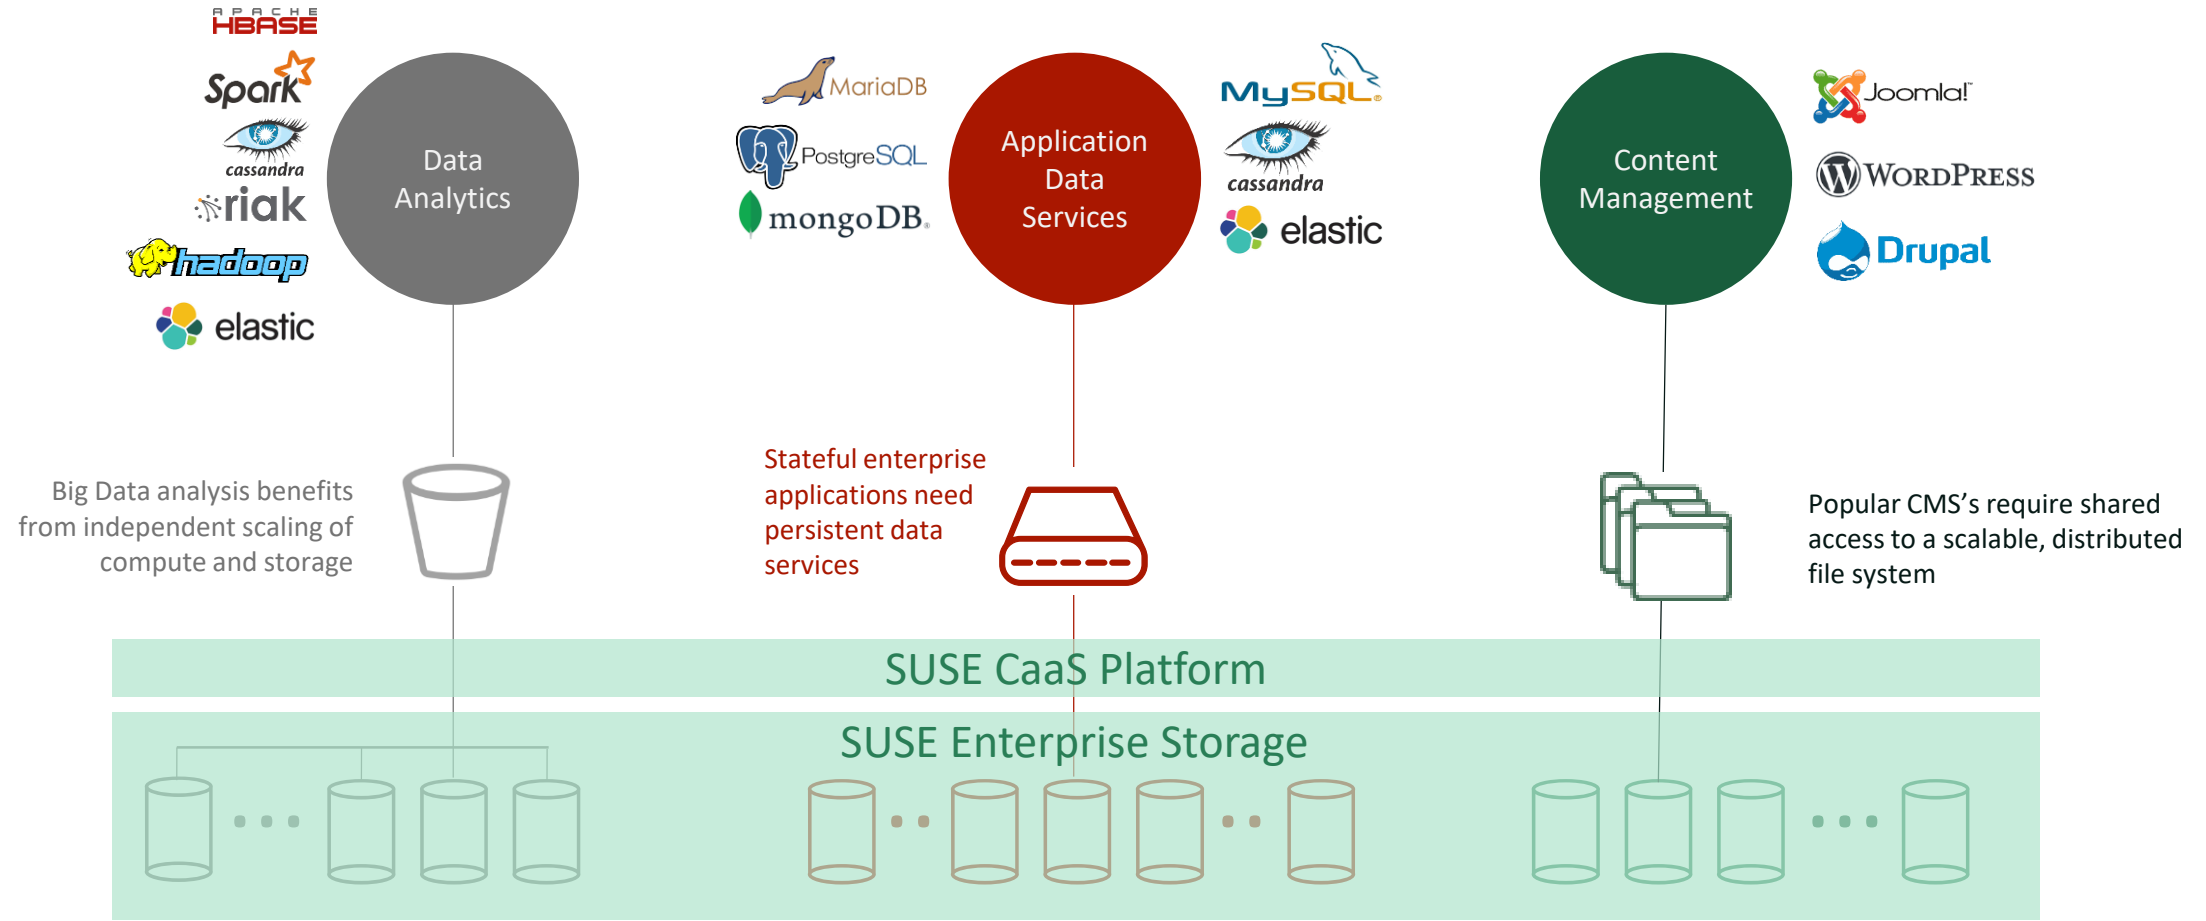 APACHE
HBASE
Spark
cassandra
riak
hadoop
elastic
Data
Analytics
MariaDB
PostgreSQL
mongoDB®
Application
Data
Services
MySQL®
cassandra
elastic
Content
Management
Joomla!™
WORDPRESS
Drupal
Big Data analysis benefits
from independent scaling of
compute and storage
Stateful enterprise
applications need
persistent data
services
Popular CMS’s require shared
access to a scalable, distributed
file system
SUSE CaaS Platform
SUSE Enterprise Storage